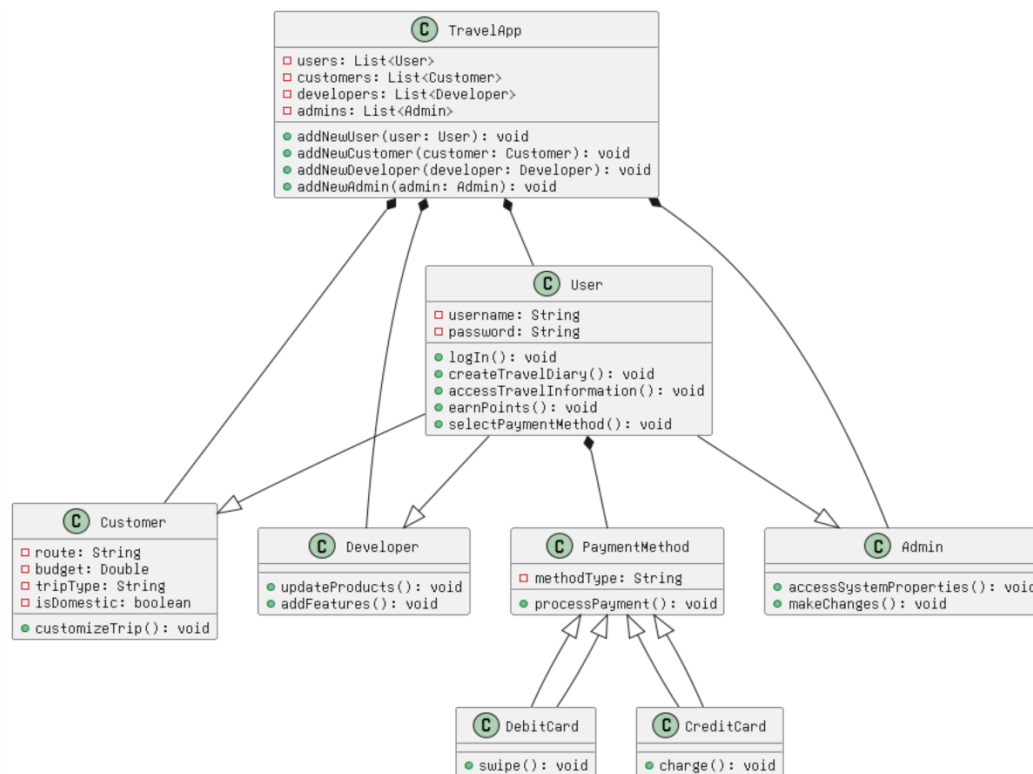 C TravelApp
users: List<User>
customers: List<Customer>
developers: List<Developer>
admins: List<Admin>
addNewUser(user: User): void
addNewCustomer(customer: Customer): void
addNewDeveloper(developer: Developer): void
addNewAdmin(admin: Admin): void
C User
username: String
password: String
logIn(): void
createTravelDiary(): void
accessTravelInformation(): void
earnPoints(): void
selectPaymentMethod(): void
C Customer
route: String
budget: Double
tripType: String
isDomestic: boolean
customizeTrip(): void
C Developer
updateProducts(): void
addFeatures(): void
C PaymentMethod
methodType: String
processPayment(): void
C Admin
accessSystemProperties(): void
makeChanges(): void
C DebitCard
swipe(): void
C CreditCard
charge(): void